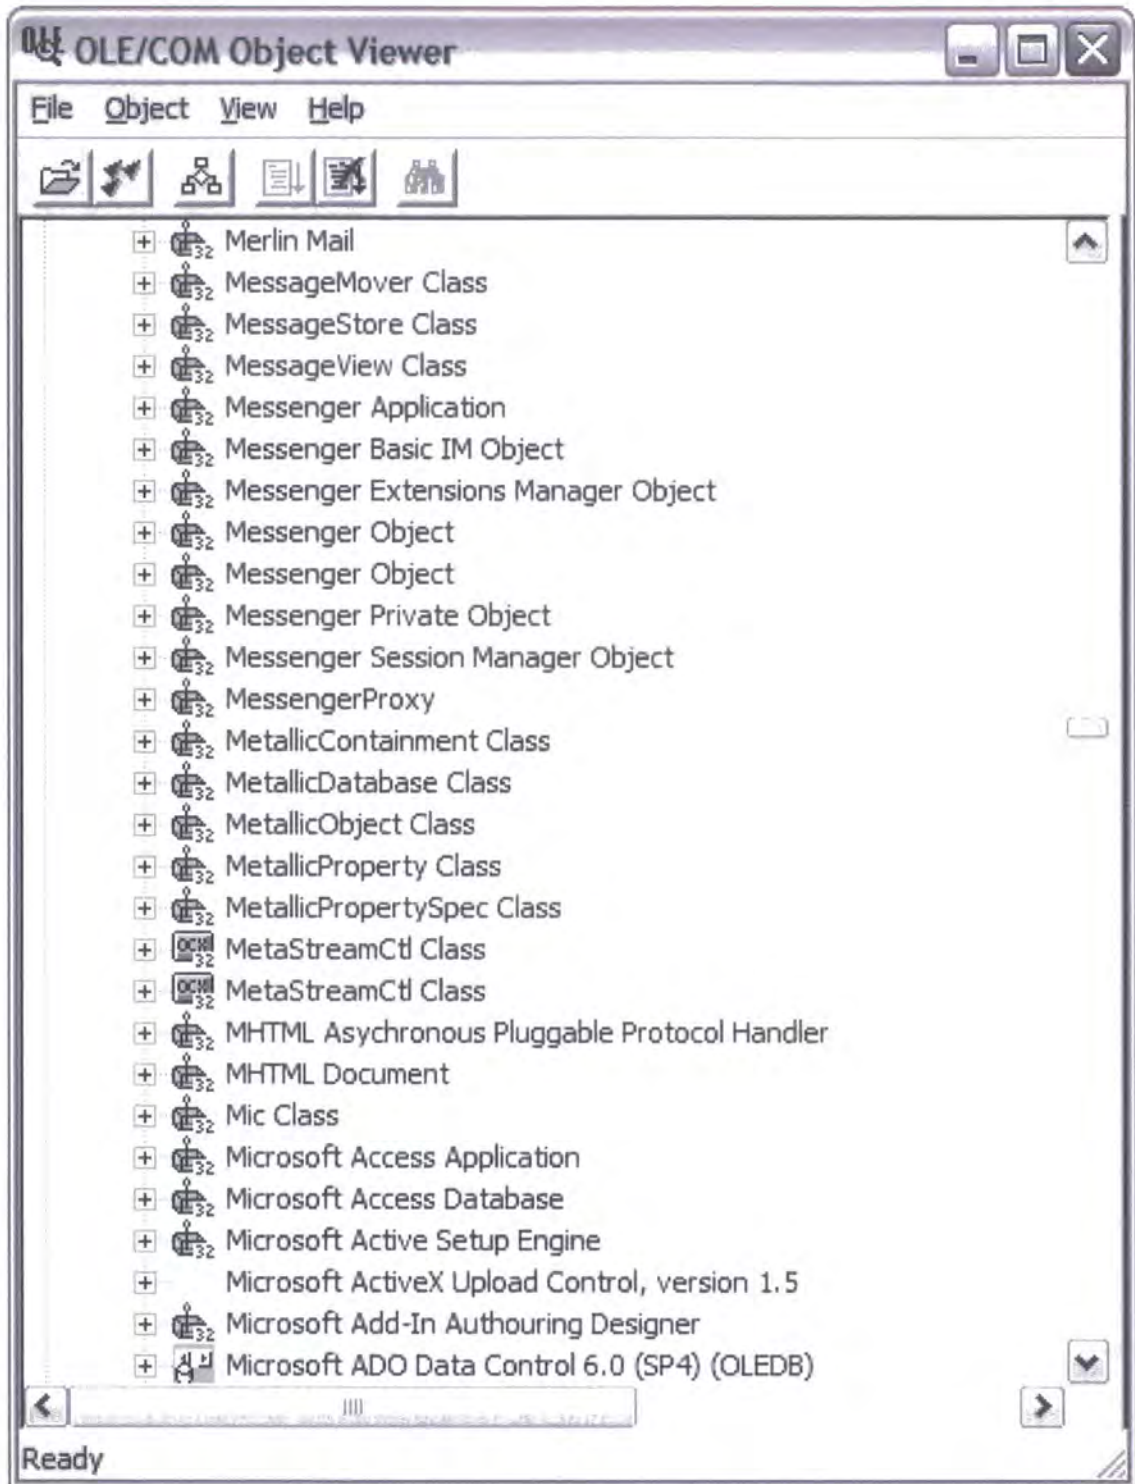 OLE/COM Object Viewer
File Object View Help
Merlin Mail
MessageMover Class
MessageStore Class
MessageView Class
Messenger Application
Messenger Basic IM Object
Messenger Extensions Manager Object
Messenger Object
Messenger Object
Messenger Private Object
Messenger Session Manager Object
MessengerProxy
MetallicContainment Class
MetallicDatabase Class
MetallicObject Class
MetallicProperty Class
MetallicPropertySpec Class
MetaStreamCtl Class
MetaStreamCtl Class
MHTML Asychronous Pluggable Protocol Handler
MHTML Document
Mic Class
Microsoft Access Application
Microsoft Access Database
Microsoft Active Setup Engine
Microsoft ActiveX Upload Control, version 1.5
Microsoft Add-In Authouring Designer
Microsoft ADO Data Control 6.0 (SP4) (OLEDB)
Ready